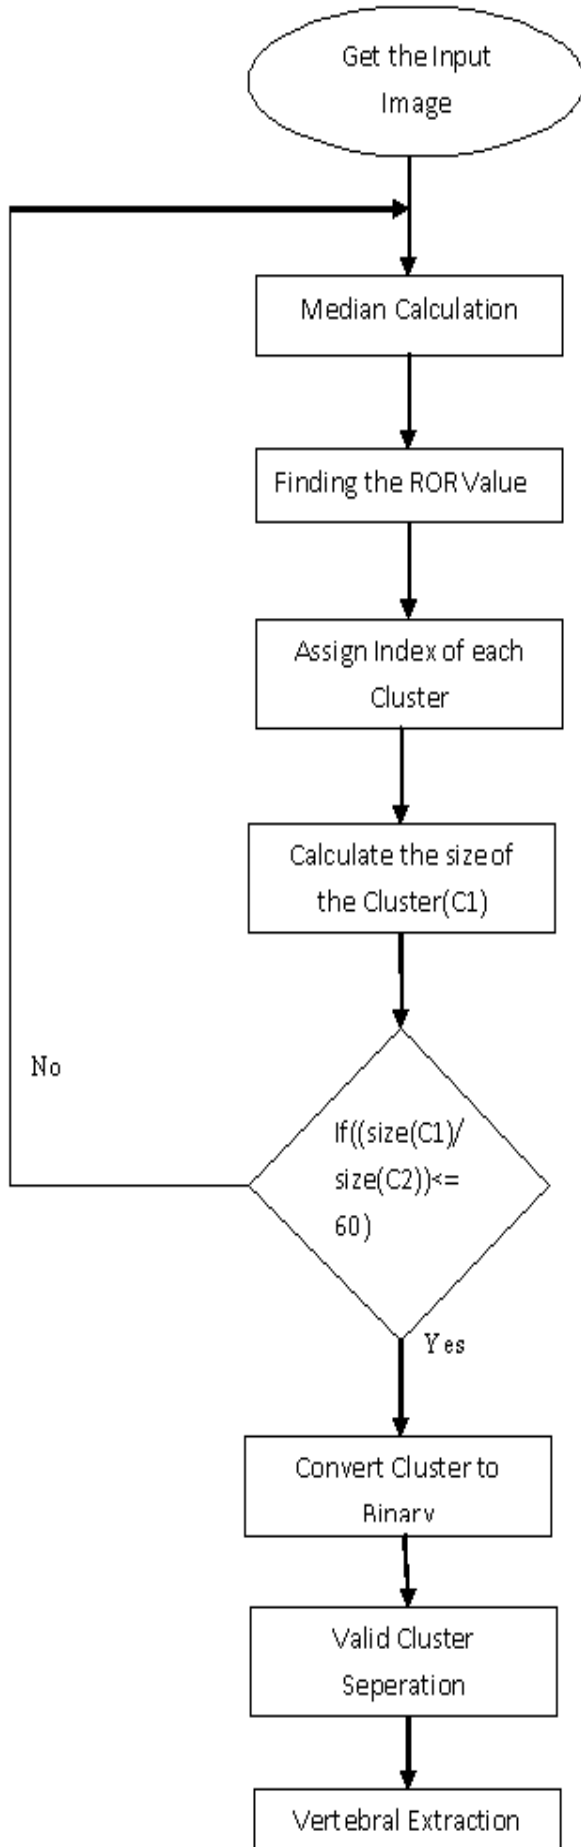 Get the Input
Image
Median Calculation
Finding the ROR Value
Assign Index of each
Cluster
Calculate the size of
the Cluster(C1)
No
If((size(C1)/
size(C2))<=
60)
Yes
Convert Cluster to
Binary
Valid Cluster
Seperation
Vertebral Extraction